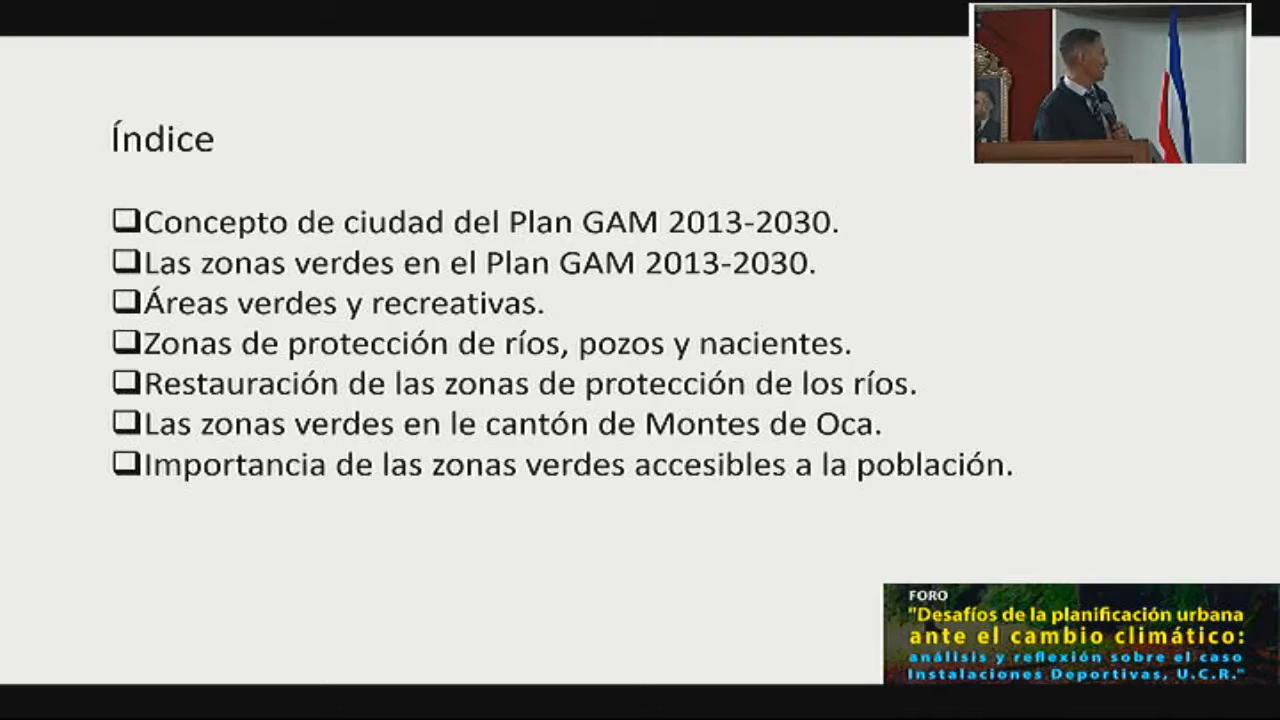 Índice
Concepto de ciudad del Plan GAM 2013-2030.
Las zonas verdes en el Plan GAM 2013-2030.
Áreas verdes y recreativas.
Zonas de protección de ríos, pozos y nacientes.
Restauración de las zonas de protección de los ríos.
Las zonas verdes en le cantón de Montes de Oca.
Importancia de las zonas verdes accesibles a la población.
FORO
"Desafíos de la planificación urbana
ante el cambio climático:
análisis y reflexión sobre el caso
Instalaciones Deportivas, U.C.R."